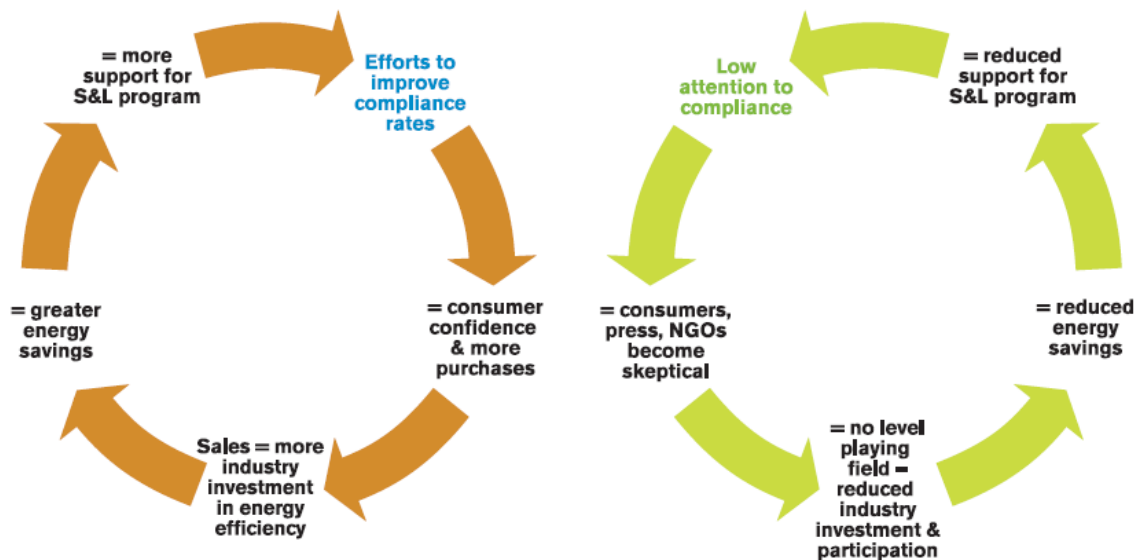 = more
support for
S&L program
Efforts to
improve
compliance
rates
= consumer
confidence
& more
purchases
Sales = more
industry
investment
in energy
efficiency
= greater
energy
savings
Low
attention to
compliance
= consumers,
press, NGOs
become
skeptical
= no level
playing
field –
reduced
industry
investment &
participation
= reduced
energy
savings
= reduced
support for
S&L program